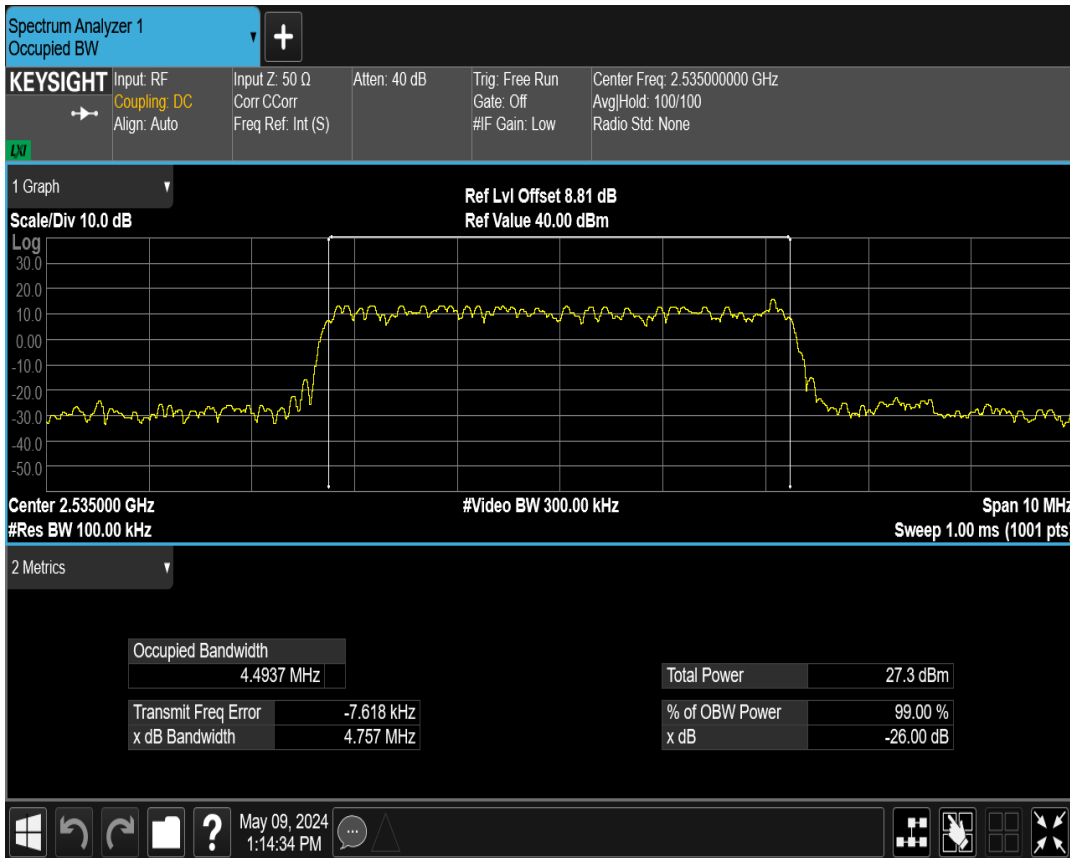 Spectrum Analyzer 1
Occupied BW
+
KEYSIGHT
LXI
Input: RF
Coupling: DC
Align: Auto
Input Z: 50 Ω
Corr CCorr
Freq Ref: Int (S)
Atten: 40 dB
Trig: Free Run
Gate: Off
#IF Gain: Low
Center Freq: 2.535000000 GHz
Avg|Hold: 100/100
Radio Std: None
1 Graph
Scale/Div 10.0 dB
Ref Lvl Offset 8.81 dB
Ref Value 40.00 dBm
Log
30.0
20.0
10.0
0.00
-10.0
-20.0
-30.0
-40.0
-50.0
Center 2.535000 GHz
#Video BW 300.00 kHz
Span 10 MHz
#Res BW 100.00 kHz
Sweep 1.00 ms (1001 pts)
2 Metrics
Occupied Bandwidth
4.4937 MHz
Total Power 27.3 dBm
Transmit Freq Error -7.618 kHz
% of OBW Power 99.00 %
x dB Bandwidth 4.757 MHz
x dB -26.00 dB
?
May 09, 2024
1:14:34 PM